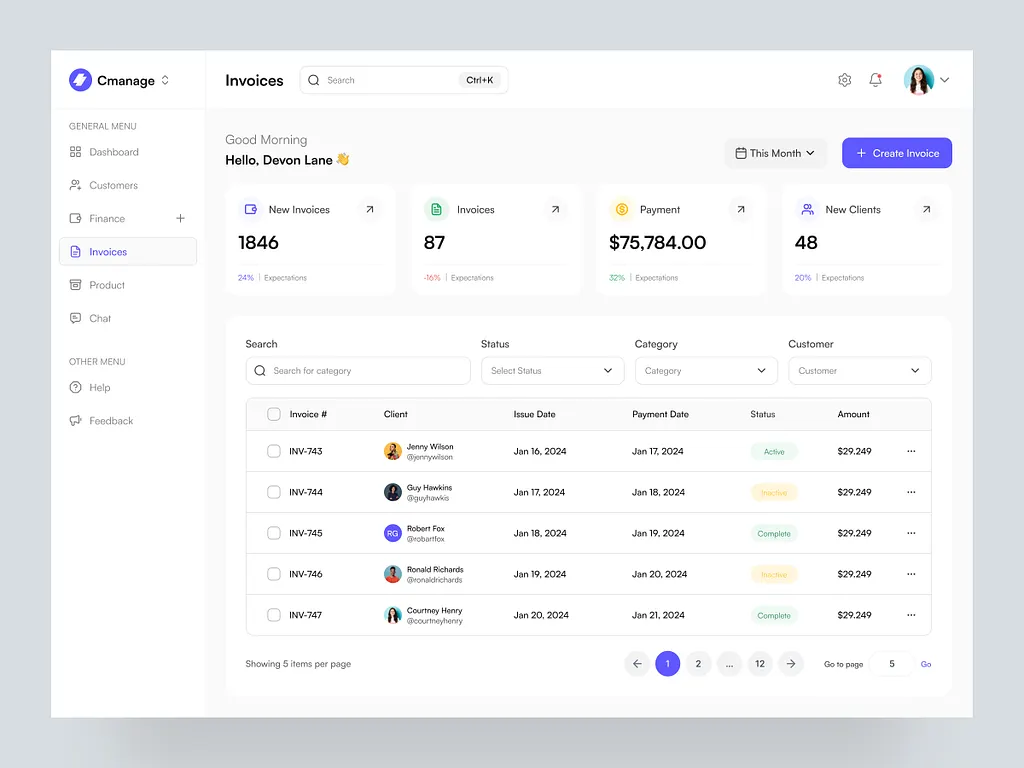 Cmanage
Invoices
Search
Ctrl+K
GENERAL MENU
Dashboard
Customers
Finance
Invoices
Product
Chat
OTHER MENU
Help
Feedback
Good Morning
Hello, Devon Lane 👋
This Month
+ Create Invoice
New Invoices
1846
24% | Expectations
Invoices
87
-16% | Expectations
Payment
$75,784.00
32% | Expectations
New Clients
48
20% | Expectations
Search
Search for category
Status
Select Status
Category
Category
Customer
Customer
Invoice # Client Issue Date Payment Date Status Amount
INV-743 Jenny Wilson @jennywilson Jan 16, 2024 Jan 17, 2024 Active $29.249 ...
INV-744 Guy Hawkins @guyhawkis Jan 17, 2024 Jan 18, 2024 Inactive $29.249 ...
INV-745 RG Robert Fox @robartfox Jan 18, 2024 Jan 19, 2024 Complete $29.249 ...
INV-746 Ronald Richards @ronaldrichards Jan 19, 2024 Jan 20, 2024 Inactive $29.249 ...
INV-747 Courtney Henry @courtneyhenry Jan 20, 2024 Jan 21, 2024 Complete $29.249 ...
Showing 5 items per page
← 1 2 ... 12 → Go to page 5 Go